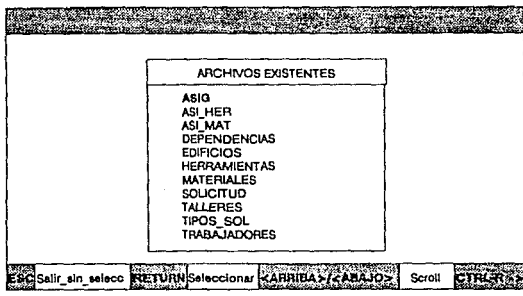 ARCHIVOS EXISTENTES
ASIG
ASI_HER
ASI_MAT
DEPENDENCIAS
EDIFICIOS
HERRAMIENTAS
MATERIALES
SOLICITUD
TALLERES
TIPOS_SOL
TRABAJADORES
ESC Salir_sin_selecc RETURN Seleccionar <ARRIBA>/<ABAJO> Scroll